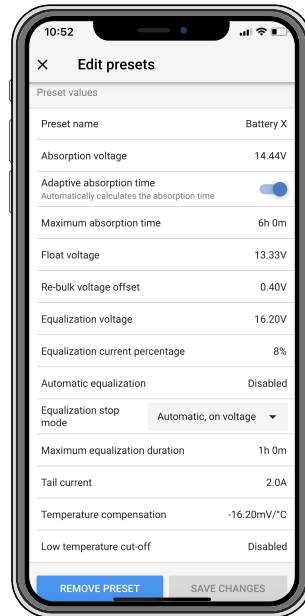 10:52
× Edit presets
Preset values
Preset name Battery X
Absorption voltage 14.44V
Adaptive absorption time
Automatically calculates the absorption time
Maximum absorption time 6h 0m
Float voltage 13.33V
Re-bulk voltage offset 0.40V
Equalization voltage 16.20V
Equalization current percentage 8%
Automatic equalization Disabled
Equalization stop mode Automatic, on voltage
Maximum equalization duration 1h 0m
Tail current 2.0A
Temperature compensation -16.20mV/°C
Low temperature cut-off Disabled
REMOVE PRESET SAVE CHANGES